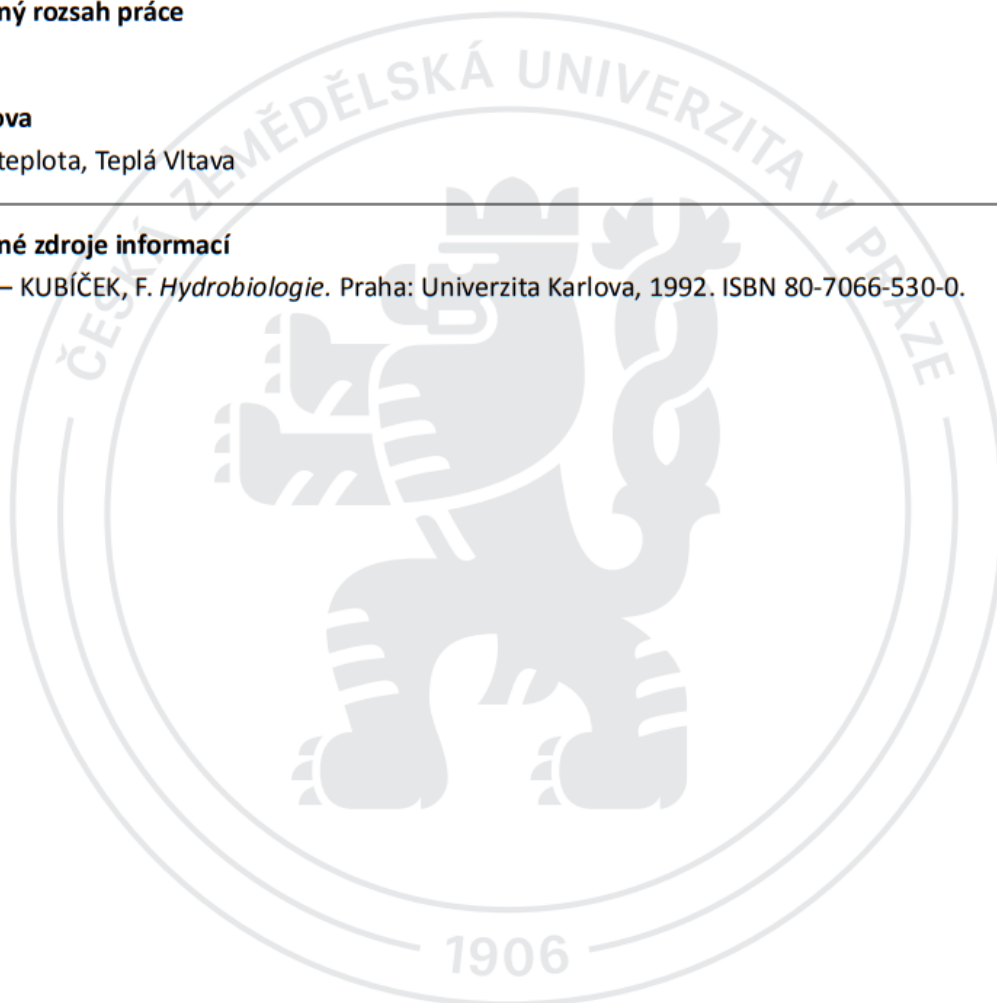 ný rozsah práce
ova
teplota, Teplá Vltava
né zdroje informací
– KUBÍČEK, F. Hydrobiologie. Praha: Univerzita Karlova, 1992. ISBN 80-7066-530-0.
ČESKÁ ZEMĚDĚLSKÁ UNIVERZITA V PRAZE
1906